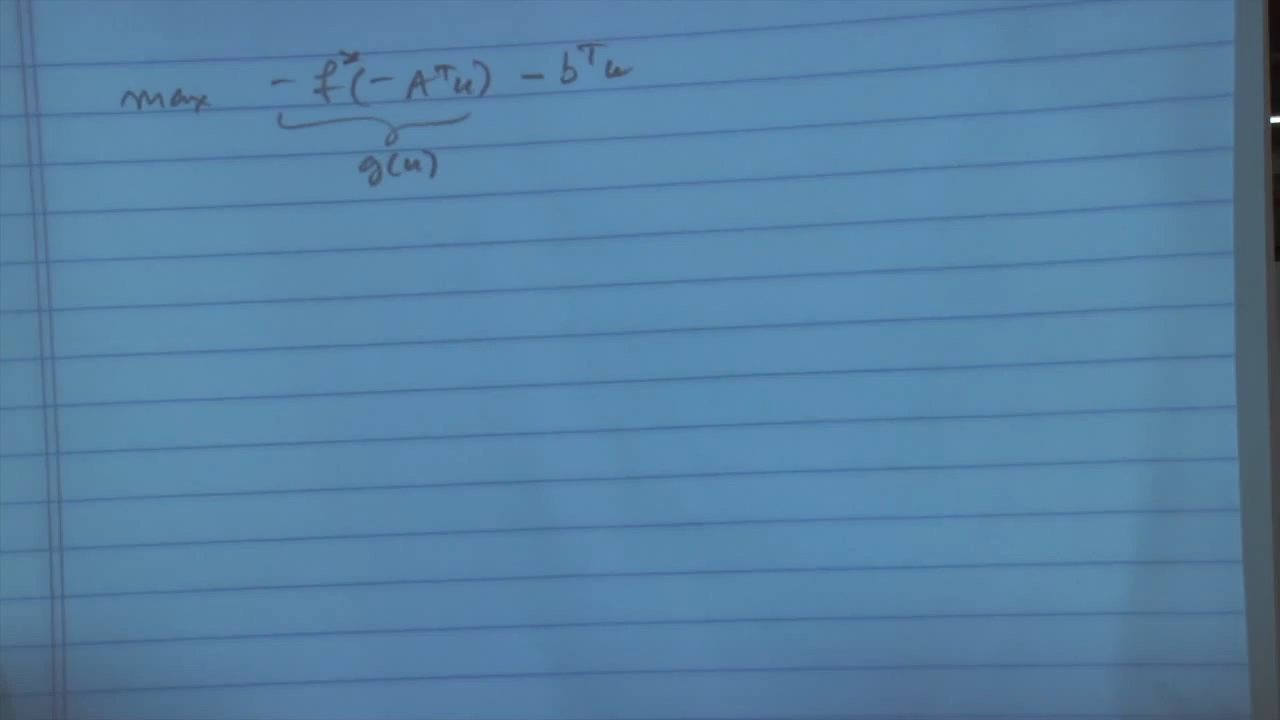 max - f*(-Aᵀu) - bᵀu
g(u)